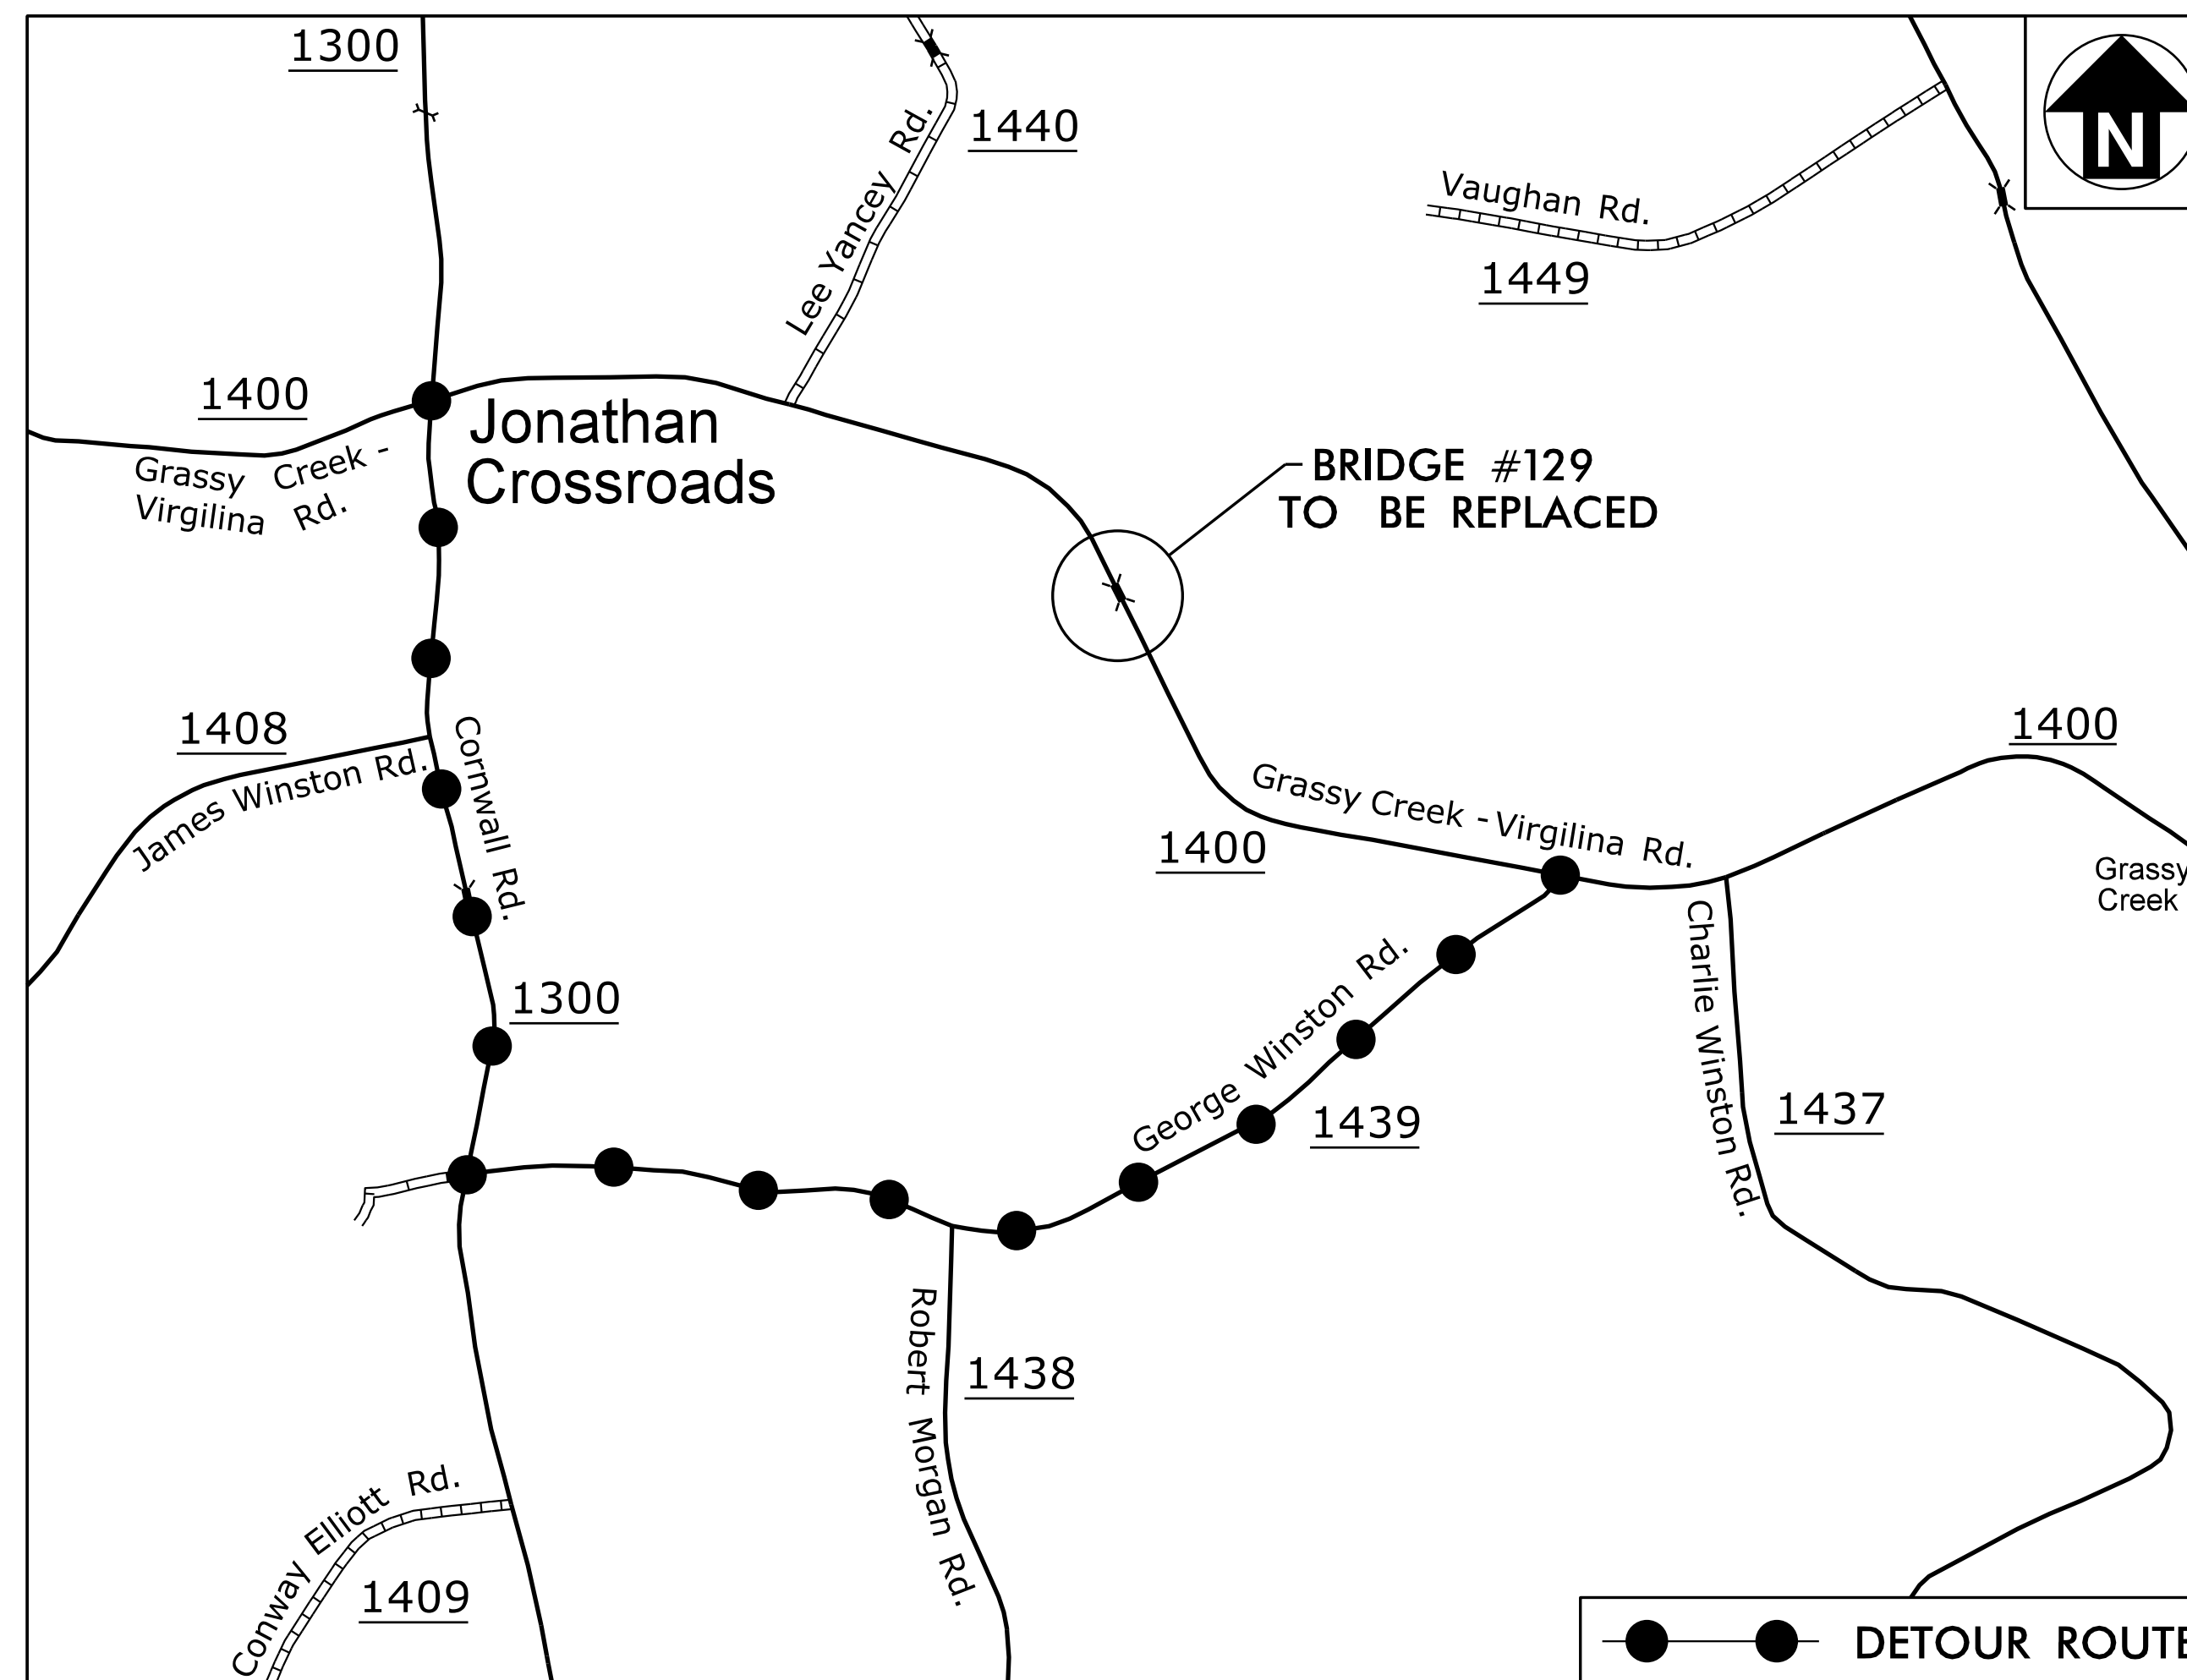 1300
1440
N
Lee Yancey Rd.
Vaughan Rd.
1449
1400
Jonathan
Crossroads
Grassy Creek -
Virgilina Rd.
BRIDGE #129
TO BE REPLACED
1408
James Winston Rd.
Cornwall Rd.
1400
Grassy Creek - Virgilina Rd.
1400
Grassy
Creek
Charlie Winston Rd.
1300
George Winston Rd.
1439
1437
Robert Morgan Rd.
1438
Conway Elliott Rd.
1409
DETOUR ROUTE